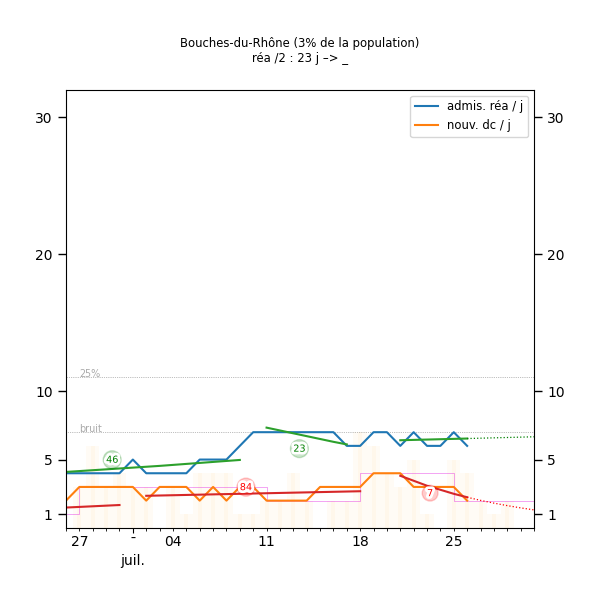 Bouches-du-Rhône (3% de la population)
réa /2 : 23 j –> _
admis. réa / j
nouv. dc / j
30 30
20 20
25%
10 10
bruit
46 23
5 5
84 7
1 1
27 - 04 11 18 25
juil.